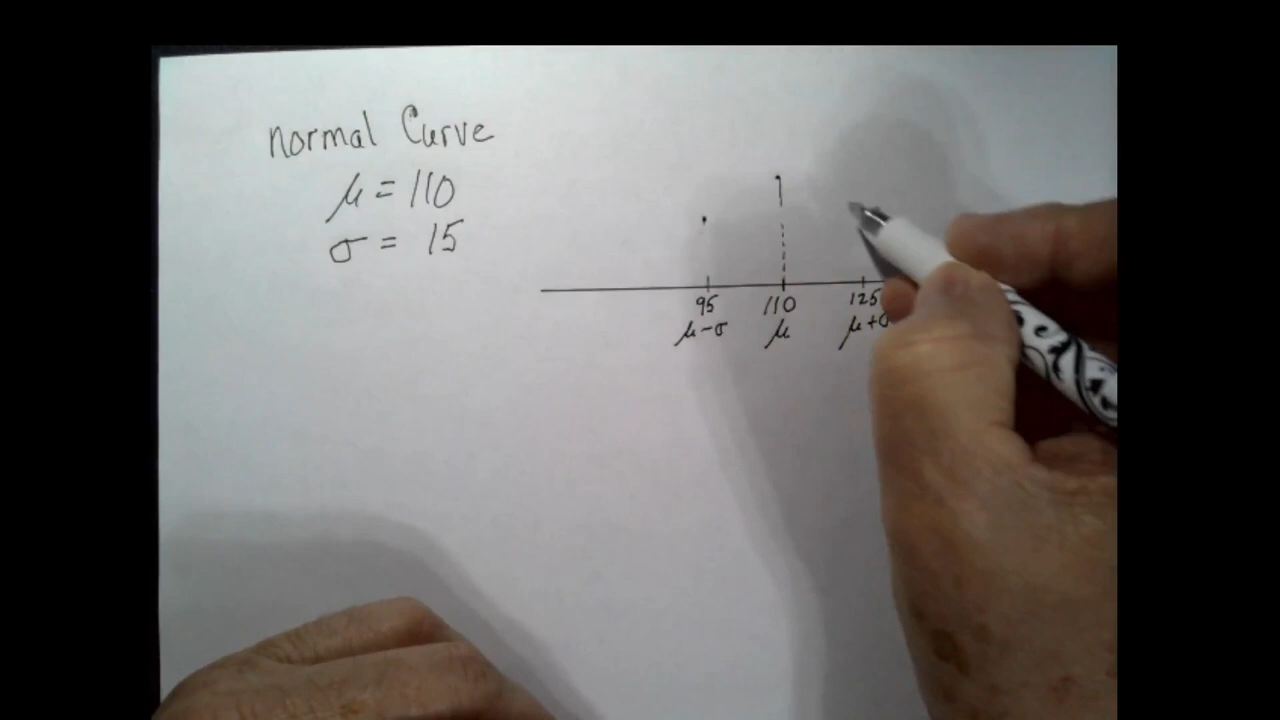 normal Curve
μ = 110
σ = 15
95 110 125
μ-σ μ μ+σ